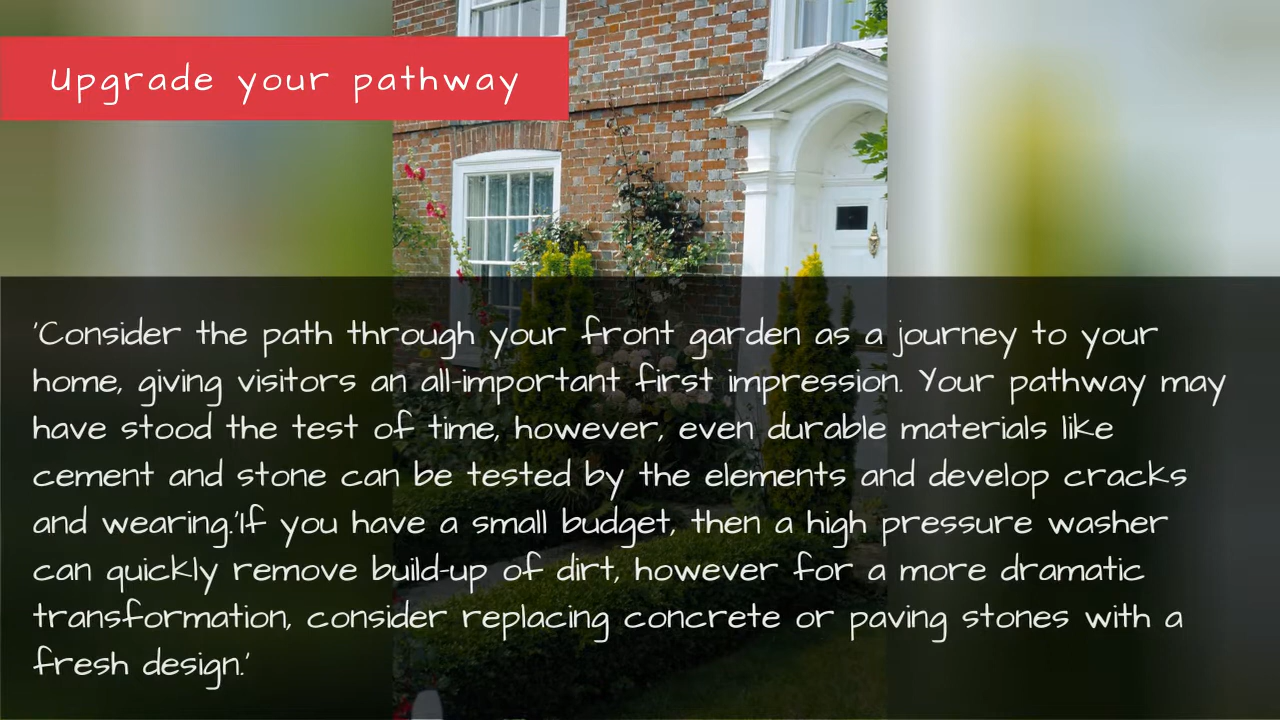 Upgrade your pathway
'Consider the path through your front garden as a journey to your
home, giving visitors an all-important first impression. Your pathway may
have stood the test of time, however, even durable materials like
cement and stone can be tested by the elements and develop cracks
and wearing.'If you have a small budget, then a high pressure washer
can quickly remove build-up of dirt, however for a more dramatic
transformation, consider replacing concrete or paving stones with a
fresh design.'